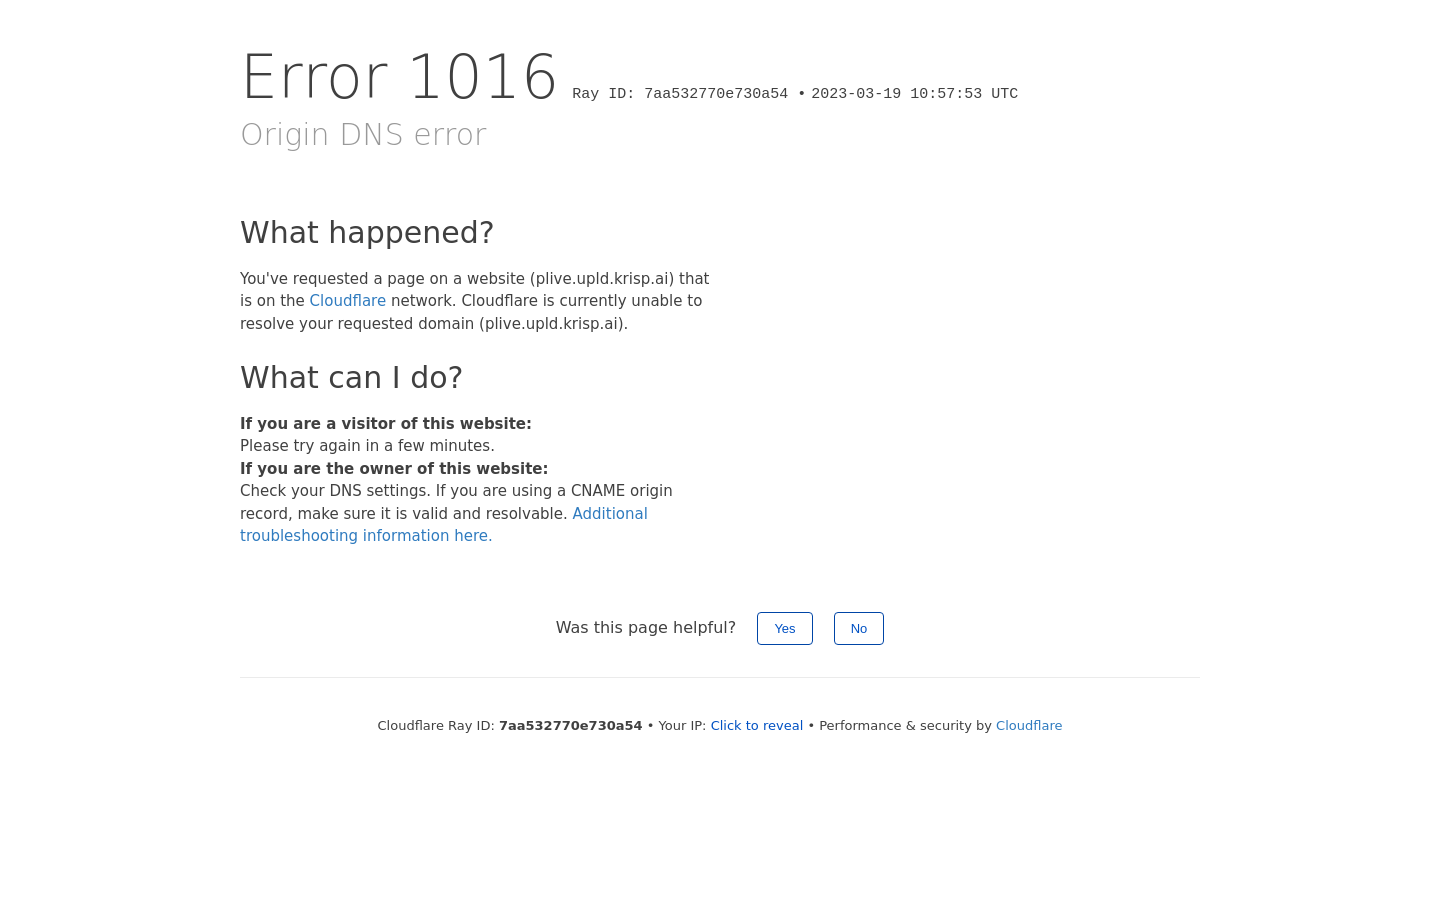 Error 1016 Ray ID: 7aa532770e730a54 • 2023-03-19 10:57:53 UTC
Origin DNS error
What happened?
You've requested a page on a website (plive.upld.krisp.ai) that
is on the Cloudflare network. Cloudflare is currently unable to
resolve your requested domain (plive.upld.krisp.ai).
What can I do?
If you are a visitor of this website:
Please try again in a few minutes.
If you are the owner of this website:
Check your DNS settings. If you are using a CNAME origin
record, make sure it is valid and resolvable. Additional
troubleshooting information here.
Was this page helpful? Yes No
Cloudflare Ray ID: 7aa532770e730a54 • Your IP: Click to reveal • Performance & security by Cloudflare